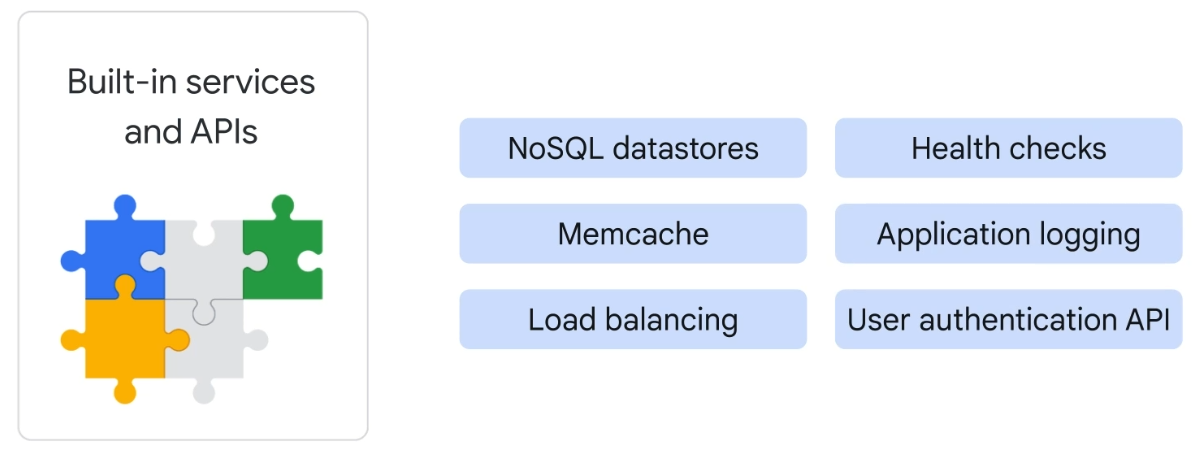 Built-in services
and APIs
NoSQL datastores
Health checks
Memcache
Application logging
Load balancing
User authentication API